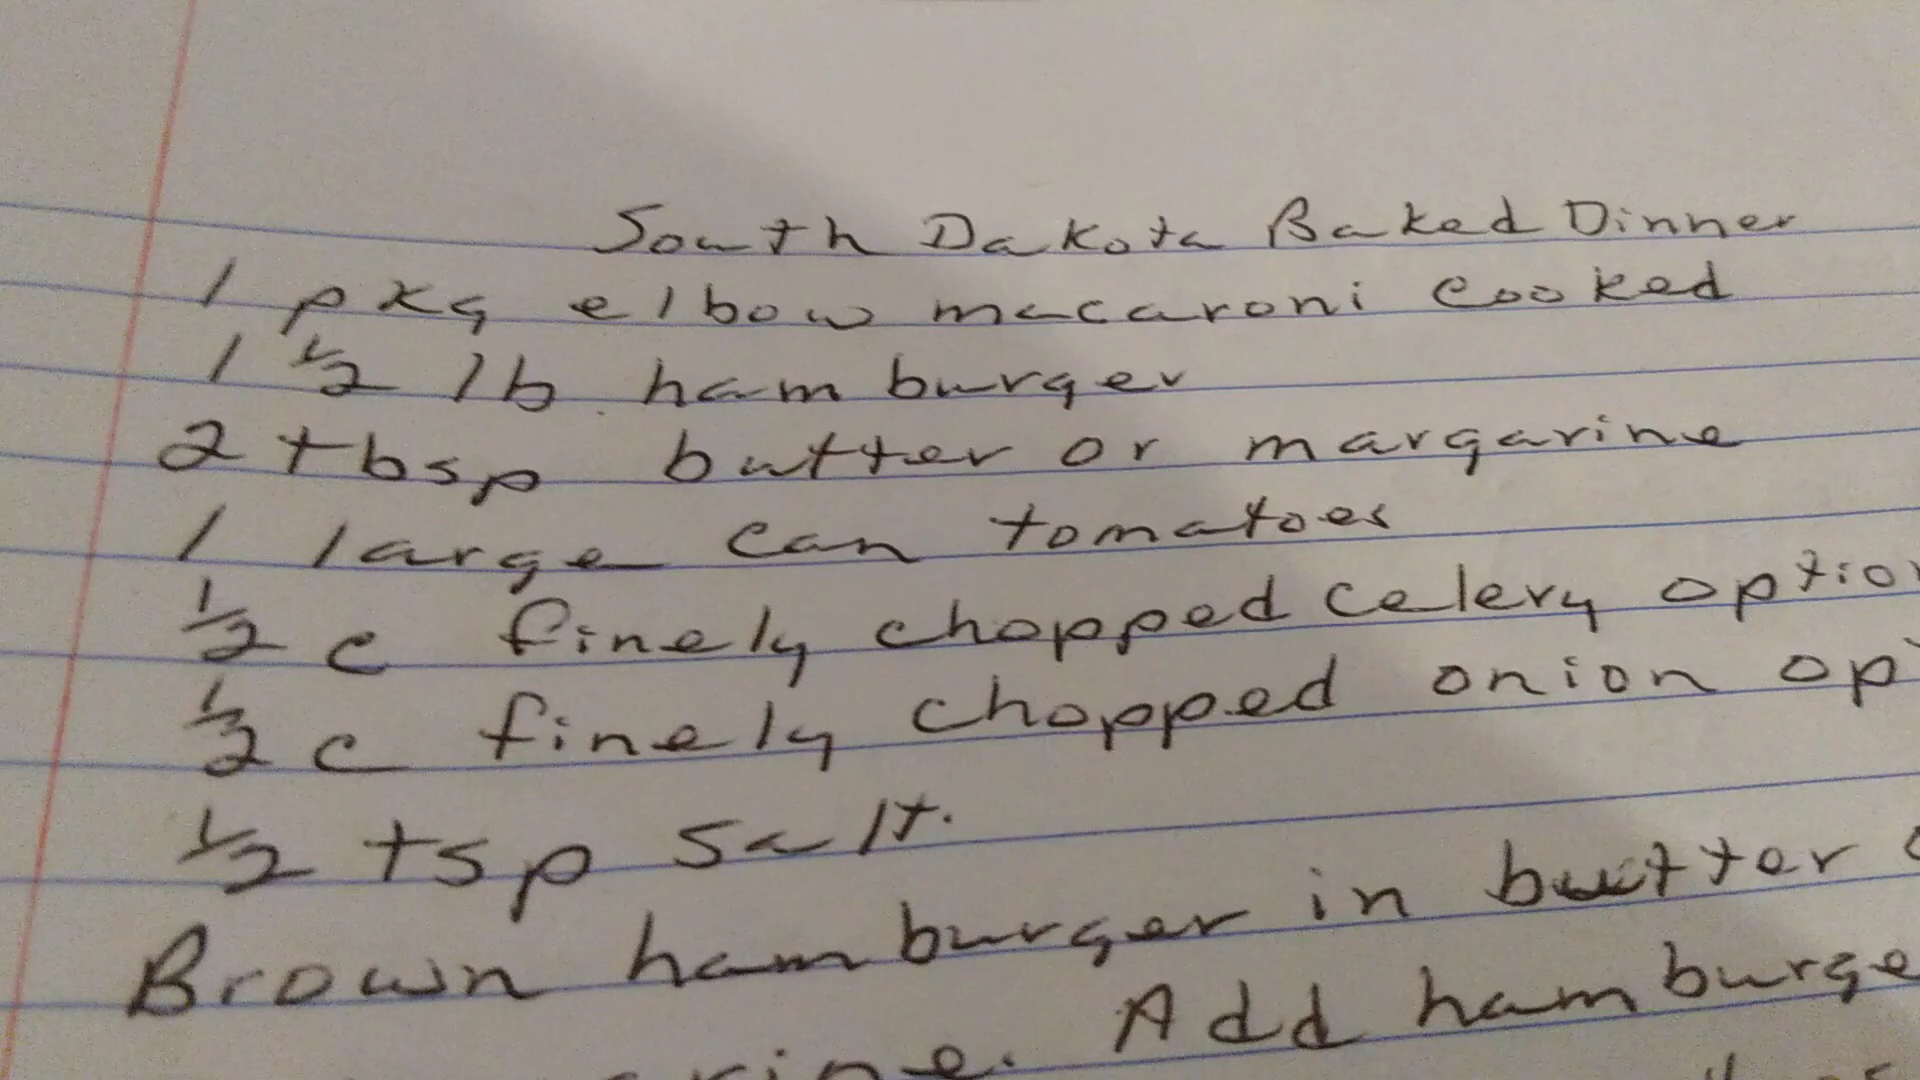 South Dakota Baked Dinner
1 pkg elbow macaroni cooked
1 1/2 lb hamburger
2 tbsp butter or margarine
1 large can tomatoes
1/2 c finely chopped celery optio
1/2 c finely chopped onion op
1/2 tsp salt.
Brown hamburger in butter
rine. Add hamburge